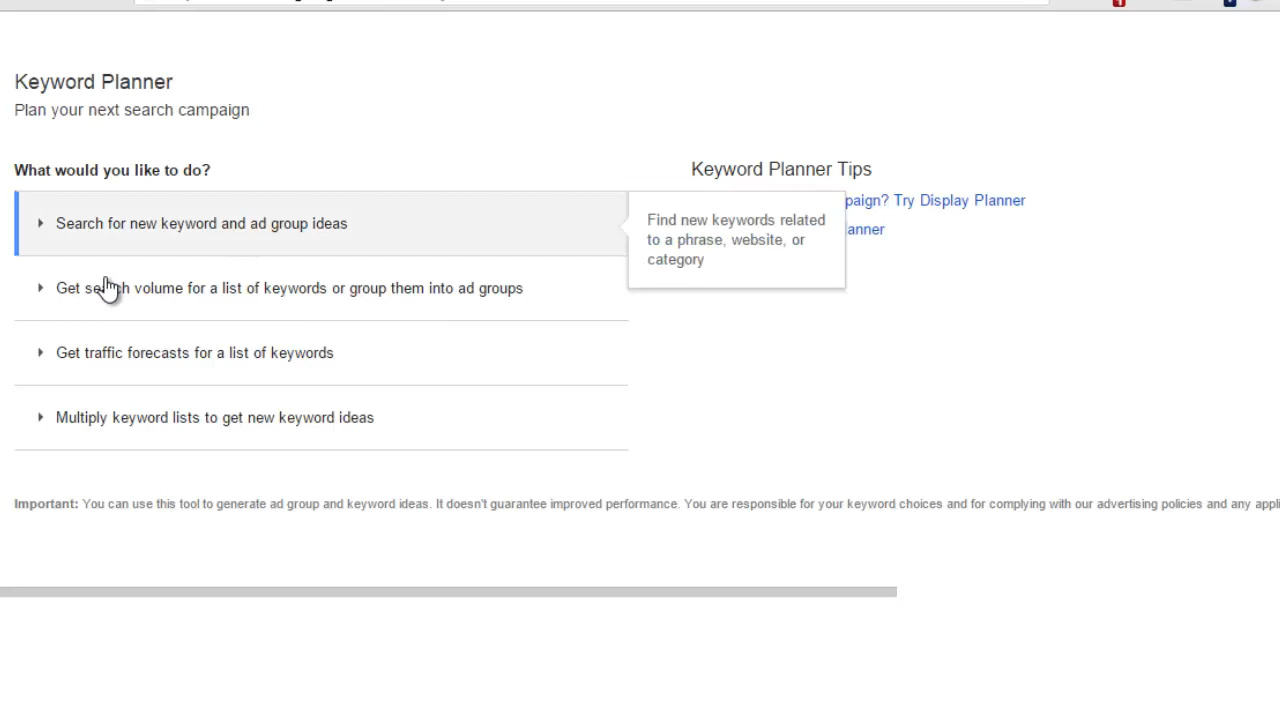 Keyword Planner
Plan your next search campaign
What would you like to do?
Keyword Planner Tips
Search for new keyword and ad group ideas
Find new keywords related
to a phrase, website, or
category
Try Display Planner
Get search volume for a list of keywords or group them into ad groups
Get traffic forecasts for a list of keywords
Multiply keyword lists to get new keyword ideas
Important: You can use this tool to generate ad group and keyword ideas. It doesn't guarantee improved performance. You are responsible for your keyword choices and for complying with our advertising policies and any